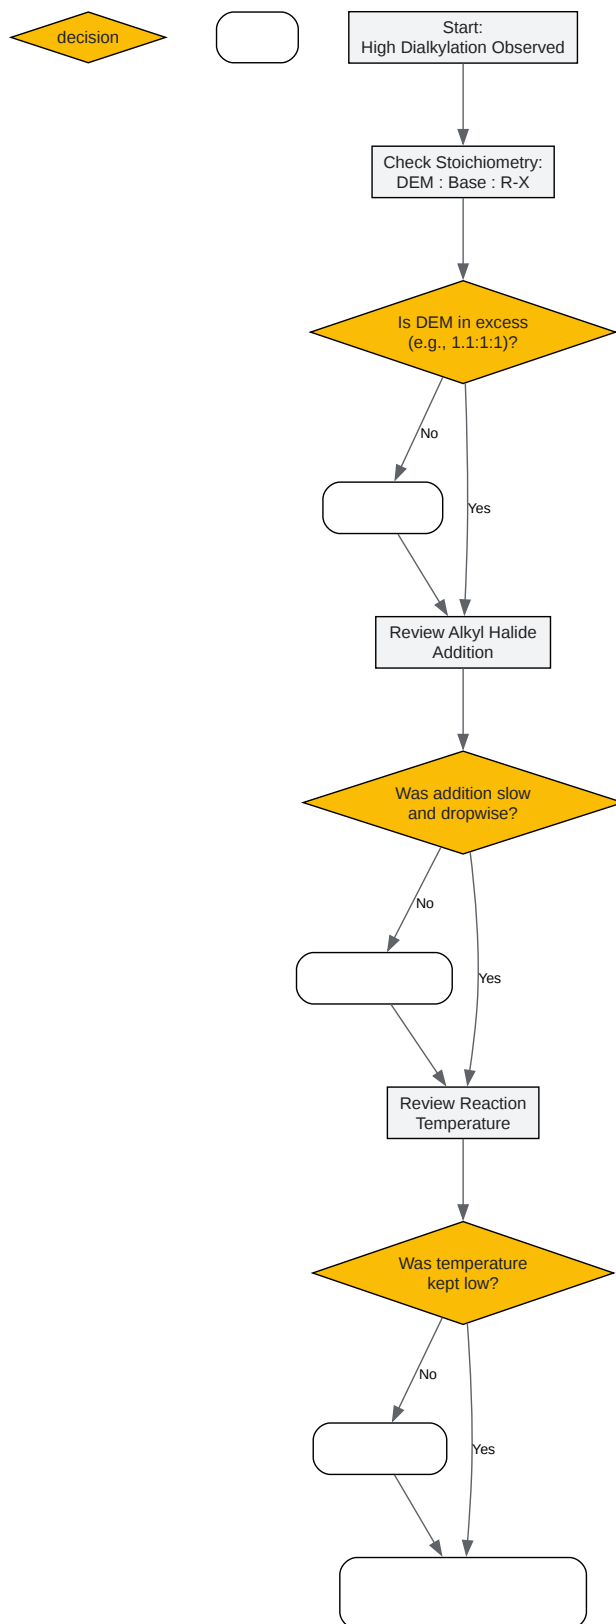 decision
Start:
High Dialkylation Observed
Check Stoichiometry:
DEM : Base : R-X
Is DEM in excess
(e.g., 1.1:1:1)?
No
Yes
Review Alkyl Halide
Addition
Was addition slow
and dropwise?
No
Yes
Review Reaction
Temperature
Was temperature
kept low?
No
Yes